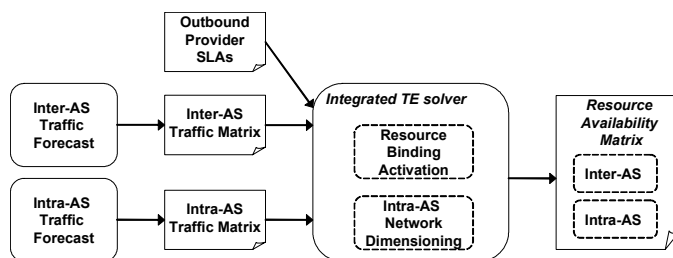 Outbound
Provider
SLAs
Inter-AS
Traffic
Forecast
Inter-AS
Traffic Matrix
Intra-AS
Traffic
Forecast
Intra-AS
Traffic Matrix
Integrated TE solver
Resource
Binding
Activation
Intra-AS
Network
Dimensioning
Resource
Availability
Matrix
Inter-AS
Intra-AS